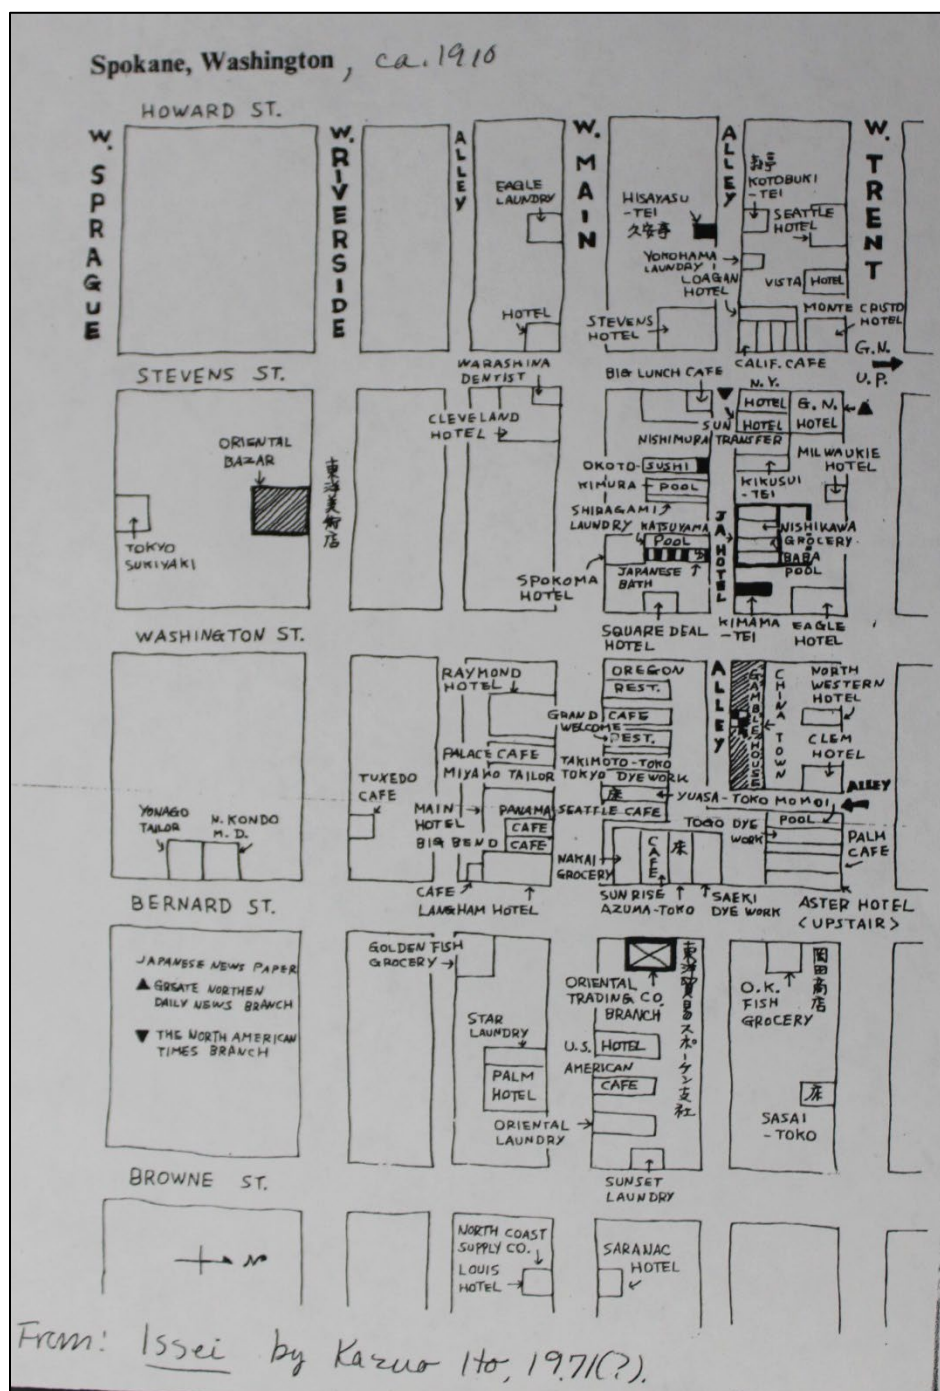 Spokane, Washington, ca. 1910
HOWARD ST.
W. SPRAGUE
W. RIVERSIDE
ALLEY
W. MAIN
ALLEY
W. TRENT
EAGLE
LAUNDRY
HISAYASU
-TEI
久安亭
KOTOBUKI
-TEI
SEATTLE
HOTEL
YOKOHAMA
LAUNDRY
LOAGAN
HOTEL
VISTA HOTEL
HOTEL
STEVENS
HOTEL
MONTE CRISTO
HOTEL
CALIF. CAFE
G.N.
U.P.
STEVENS ST.
WARASHINA
DENTIST
BIG LUNCH CAFE
N.Y.
HOTEL
G.N.
HOTEL
CLEVELAND
HOTEL
SUN HOTEL
NISHIMURA TRANSFER
ORIENTAL
BAZAR
東洋美術店
OKOTO-SUSHI
KIMURA POOL
SHIRAGAMI
LAUNDRY
KIKUSUI
-TEI
MILWAUKIE
HOTEL
TOKYO
SUKIYAKI
KATSUYAMA
POOL
JA HOTEL
NISHIKAWA
GROCERY
BABA
POOL
SPOKOMA
HOTEL
JAPANESE
BATH
SQUARE DEAL
HOTEL
KIMAMA
-TEI
EAGLE
HOTEL
WASHINGTON ST.
RAYMOND
HOTEL
OREGON
REST.
ALLEY
GAMBLE HOUSE
CHINA TOWN
NORTH
WESTERN
HOTEL
GRAND CAFE
WELCOME REST.
CLEM
HOTEL
PALACE CAFE
TAKIMOTO-TOKO
MIYAKO TAILOR
TOKYO DYE WORK
TUXEDO
CAFE
床
YUASA-TOKO
MOMOI
POOL
ALLEY
YONAGO
TAILOR
N. KONDO
M.D.
MAIN
HOTEL
PANAMA
CAFE
SEATTLE CAFE
TOGO DYE
WORK
PALM
CAFE
BIG BEND CAFE
NAKAI
GROCERY
CAFE
床
CAFE
LANGHAM HOTEL
SUN RISE
AZUMA-TOKO
SAEKI
DYE WORK
ASTER HOTEL
<UPSTAIR>
BERNARD ST.
JAPANESE NEWS PAPER
▲ GREATE NORTHEN
DAILY NEWS BRANCH
▼ THE NORTH AMERICAN
TIMES BRANCH
GOLDEN FISH
GROCERY
ORIENTAL
TRADING CO.
BRANCH
東洋貿易スポーケン支社
O.K.
FISH
GROCERY
岡田商店
STAR
LAUNDRY
U.S. HOTEL
PALM
HOTEL
AMERICAN
CAFE
床
ORIENTAL
LAUNDRY
SASAI
-TOKO
SUNSET
LAUNDRY
BROWNE ST.
N
NORTH COAST
SUPPLY CO.
LOUIS
HOTEL
SARANAC
HOTEL
From: Issei by Kazuo Ito, 1971(?).